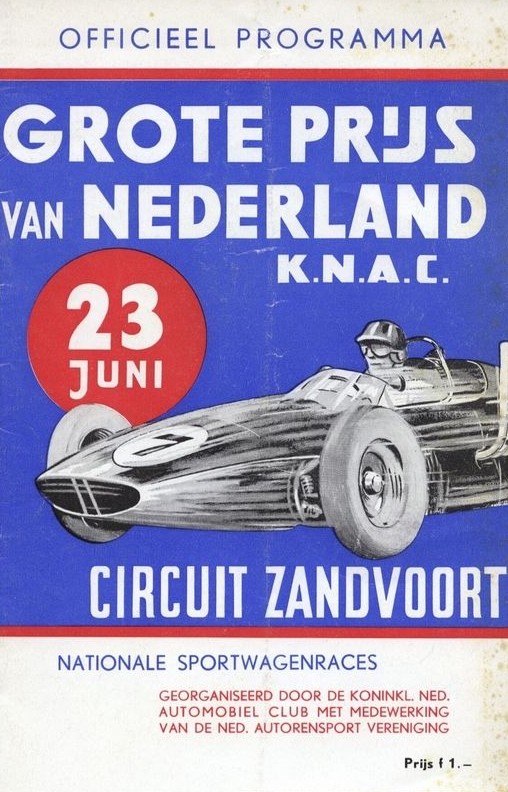 OFFICIEEL PROGRAMMA
GROTE PRIJS
VAN NEDERLAND
K.N.A.C.
23
JUNI
7
CIRCUIT ZANDVOORT
NATIONALE SPORTWAGENRACES
GEORGANISEERD DOOR DE KONINKL. NED.
AUTOMOBIEL CLUB MET MEDEWERKING
VAN DE NED. AUTORENSPORT VERENIGING
Prijs f 1.—